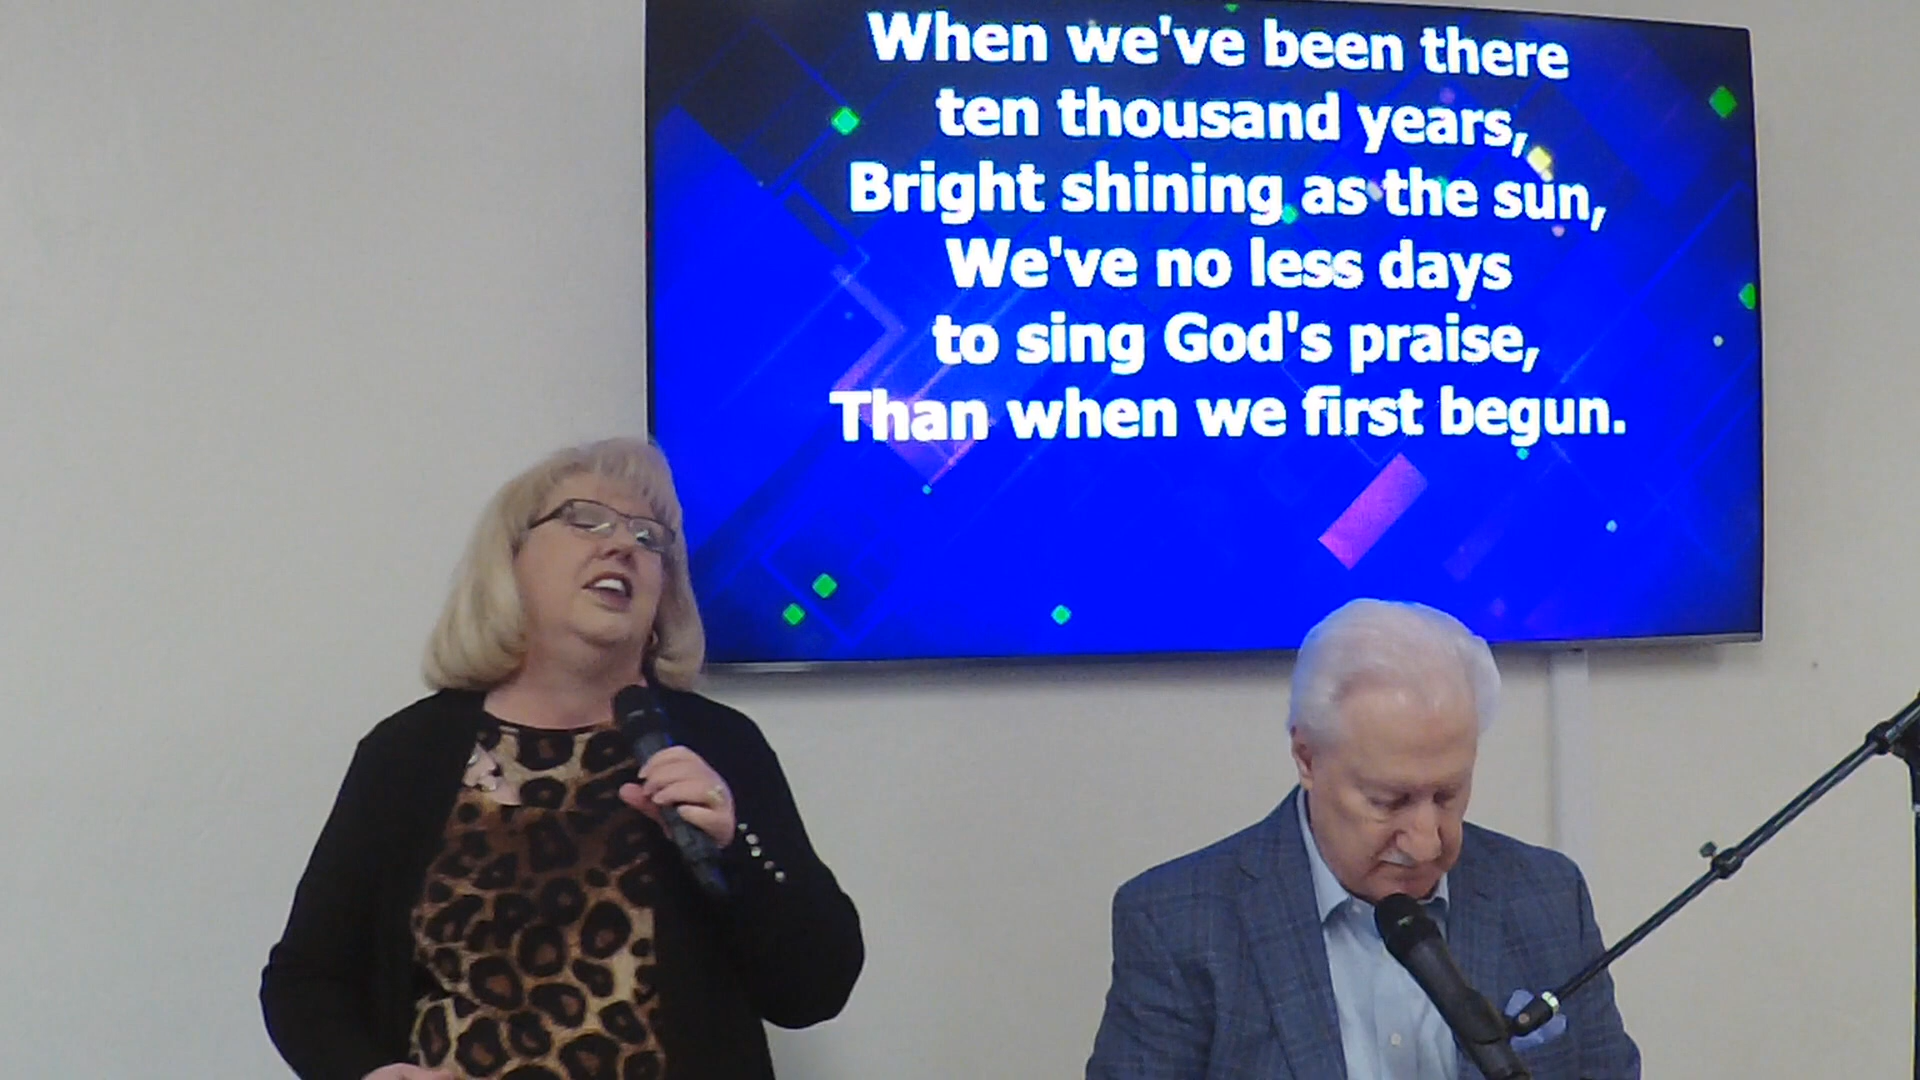 When we've been there
ten thousand years,
Bright shining as the sun,
We've no less days
to sing God's praise,
Than when we first begun.